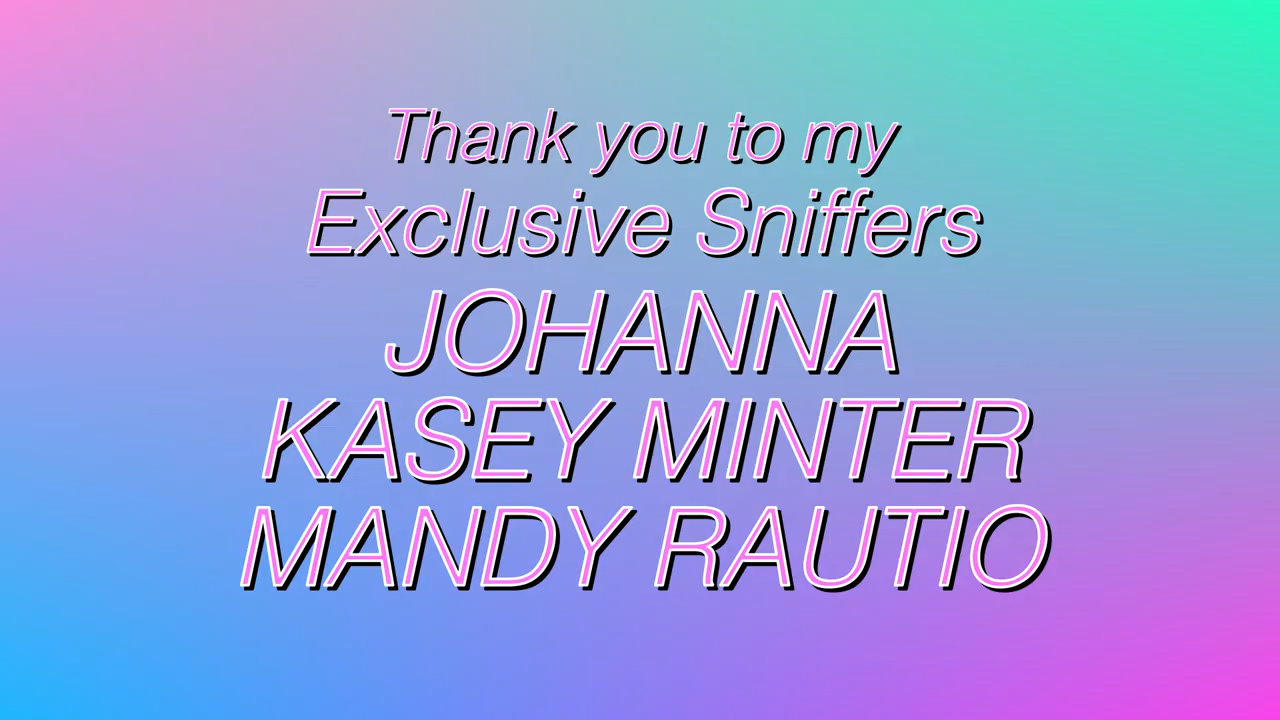 Thank you to my
Exclusive Sniffers
JOHANNA
KASEY MINTER
MANDY RAUTIO